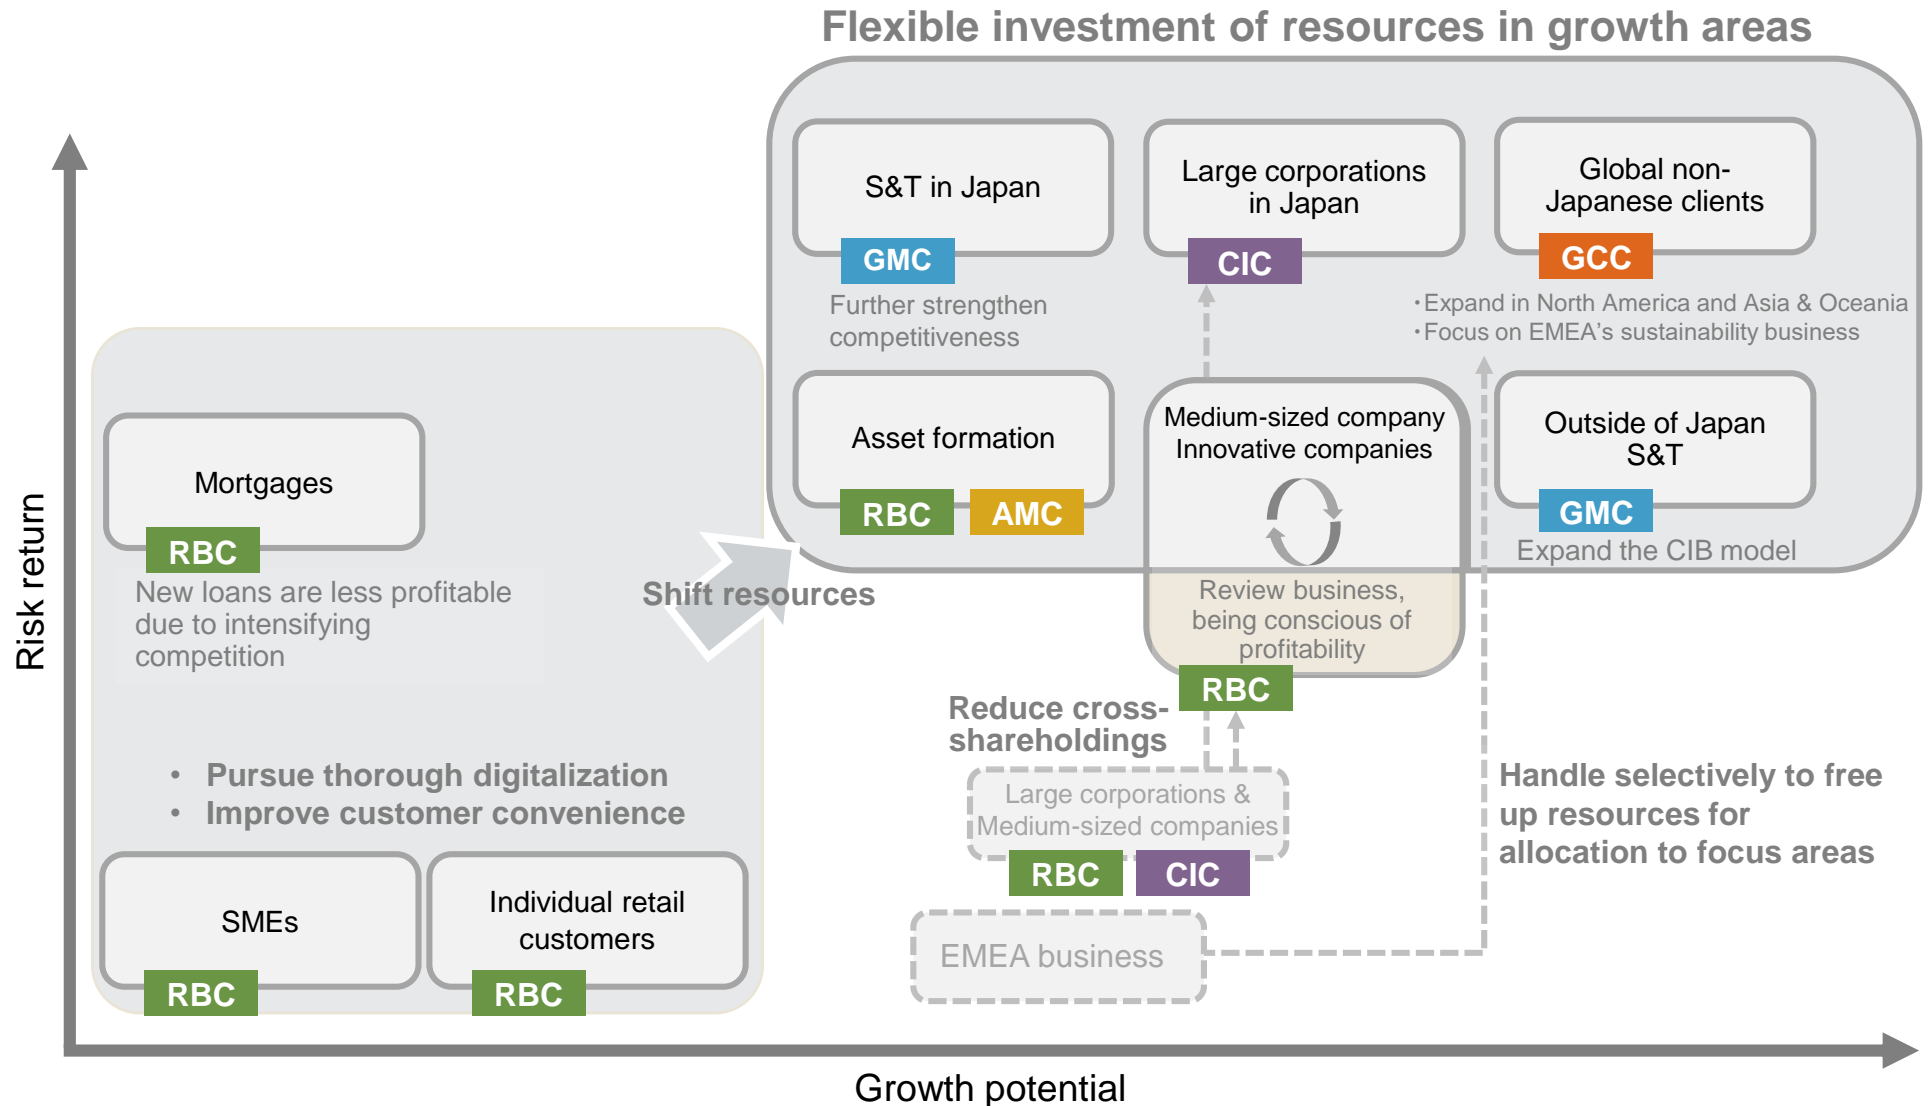 Flexible investment of resources in growth areas
S&T in Japan
GMC
Further strengthen
competitiveness
Large corporations
in Japan
CIC
Global non-
Japanese clients
GCC
・Expand in North America and Asia & Oceania
・Focus on EMEA's sustainability business
Asset formation
RBC
AMC
Medium-sized company
Innovative companies
Review business,
being conscious of
profitability
RBC
Outside of Japan
S&T
GMC
Expand the CIB model
Mortgages
RBC
New loans are less profitable
due to intensifying
competition
Shift resources
• Pursue thorough digitalization
• Improve customer convenience
SMEs
RBC
Individual retail
customers
RBC
Reduce cross-
shareholdings
Large corporations &
Medium-sized companies
RBC
CIC
EMEA business
Handle selectively to free
up resources for
allocation to focus areas
Risk return
Growth potential